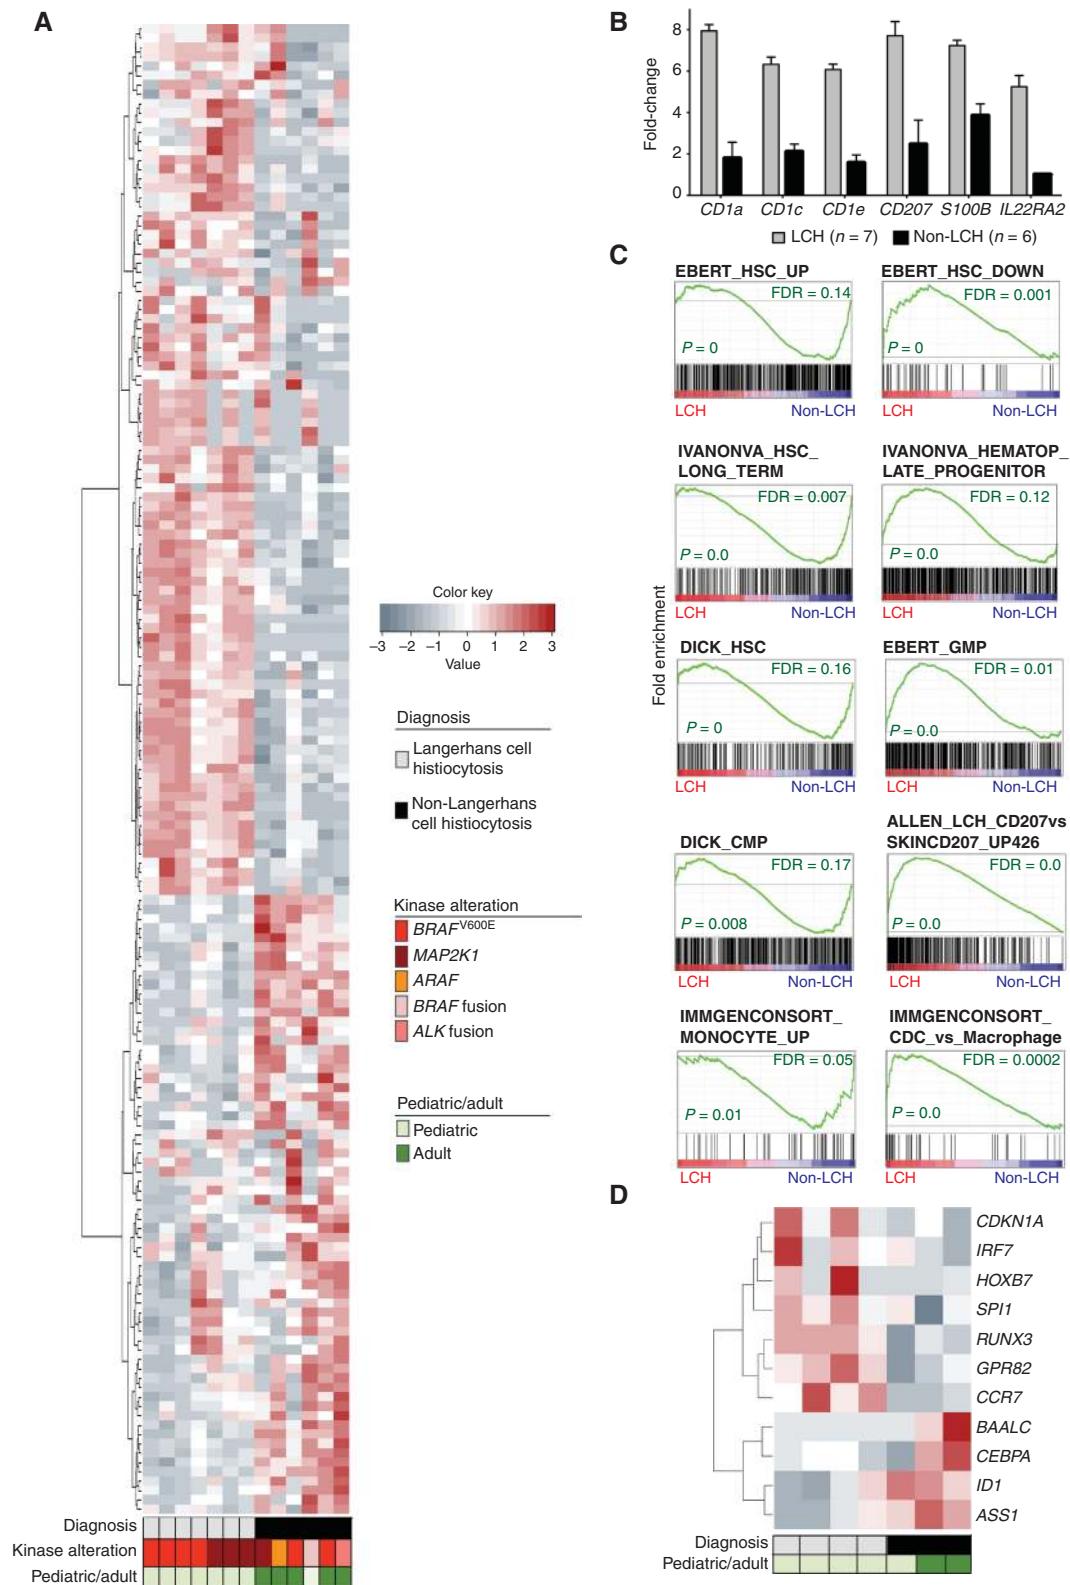 A
Color key
−3 −2 −1 0 1 2 3
Value
Diagnosis
Langerhans cell
histiocytosis
Non-Langerhans
cell histiocytosis
Kinase alteration
BRAFV600E
MAP2K1
ARAF
BRAF fusion
ALK fusion
Pediatric/adult
Pediatric
Adult
Diagnosis
Kinase alteration
Pediatric/adult
B
Fold-change
8
6
4
2
0
CD1a CD1c CD1e CD207 S100B IL22RA2
LCH (n = 7) Non-LCH (n = 6)
C
Fold enrichment
EBERT_HSC_UP
FDR = 0.14
P = 0
LCH Non-LCH
EBERT_HSC_DOWN
FDR = 0.001
P = 0
LCH Non-LCH
IVANONVA_HSC_
LONG_TERM
FDR = 0.007
P = 0.0
LCH Non-LCH
IVANONVA_HEMATOP_
LATE_PROGENITOR
FDR = 0.12
P = 0.0
LCH Non-LCH
DICK_HSC
FDR = 0.16
P = 0
LCH Non-LCH
EBERT_GMP
FDR = 0.01
P = 0.0
LCH Non-LCH
DICK_CMP
FDR = 0.17
P = 0.008
LCH Non-LCH
ALLEN_LCH_CD207vs
SKINCD207_UP426
FDR = 0.0
P = 0.0
LCH Non-LCH
IMMGENCONSORT_
MONOCYTE_UP
FDR = 0.05
P = 0.01
LCH Non-LCH
IMMGENCONSORT_
CDC_vs_Macrophage
FDR = 0.0002
P = 0.0
LCH Non-LCH
D
CDKN1A
IRF7
HOXB7
SPI1
RUNX3
GPR82
CCR7
BAALC
CEBPA
ID1
ASS1
Diagnosis
Pediatric/adult